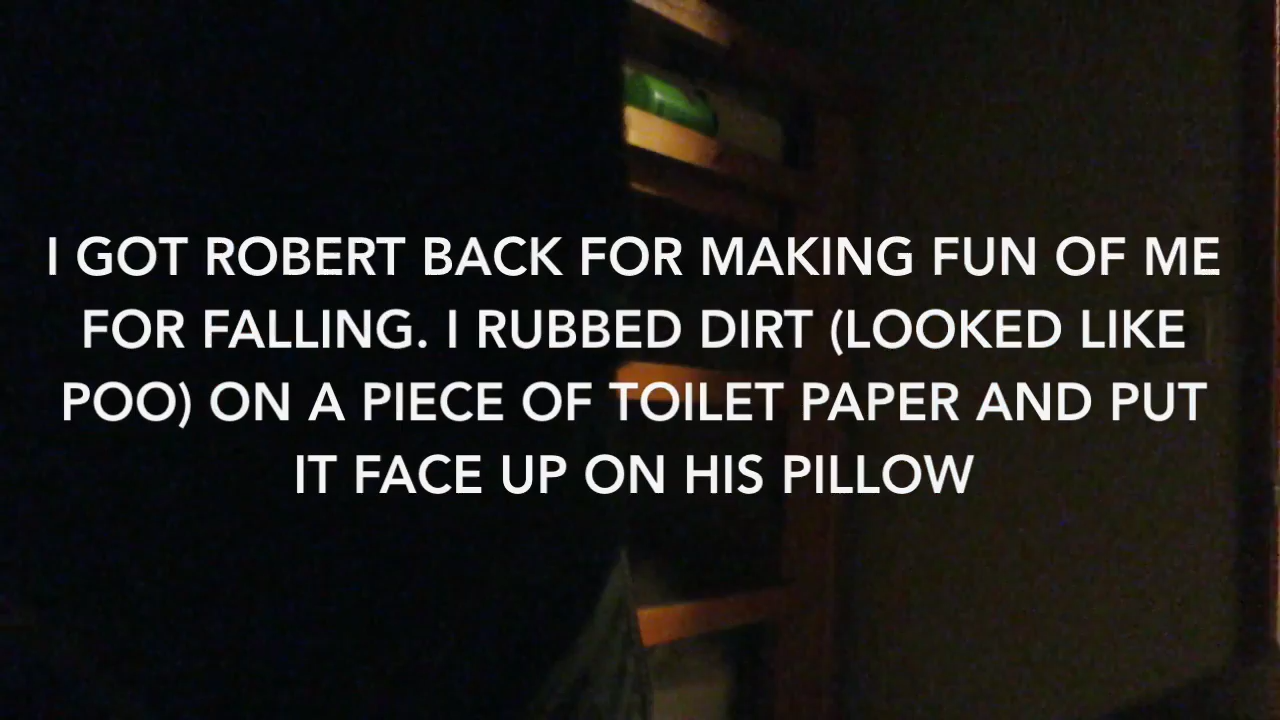 I GOT ROBERT BACK FOR MAKING FUN OF ME
FOR FALLING. I RUBBED DIRT (LOOKED LIKE
POO) ON A PIECE OF TOILET PAPER AND PUT
IT FACE UP ON HIS PILLOW